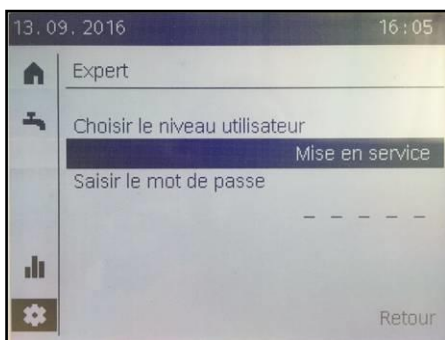 13. 09. 2016 16:05
Expert
Choisir le niveau utilisateur
Mise en service
Saisir le mot de passe
_ _ _ _ _
Retour